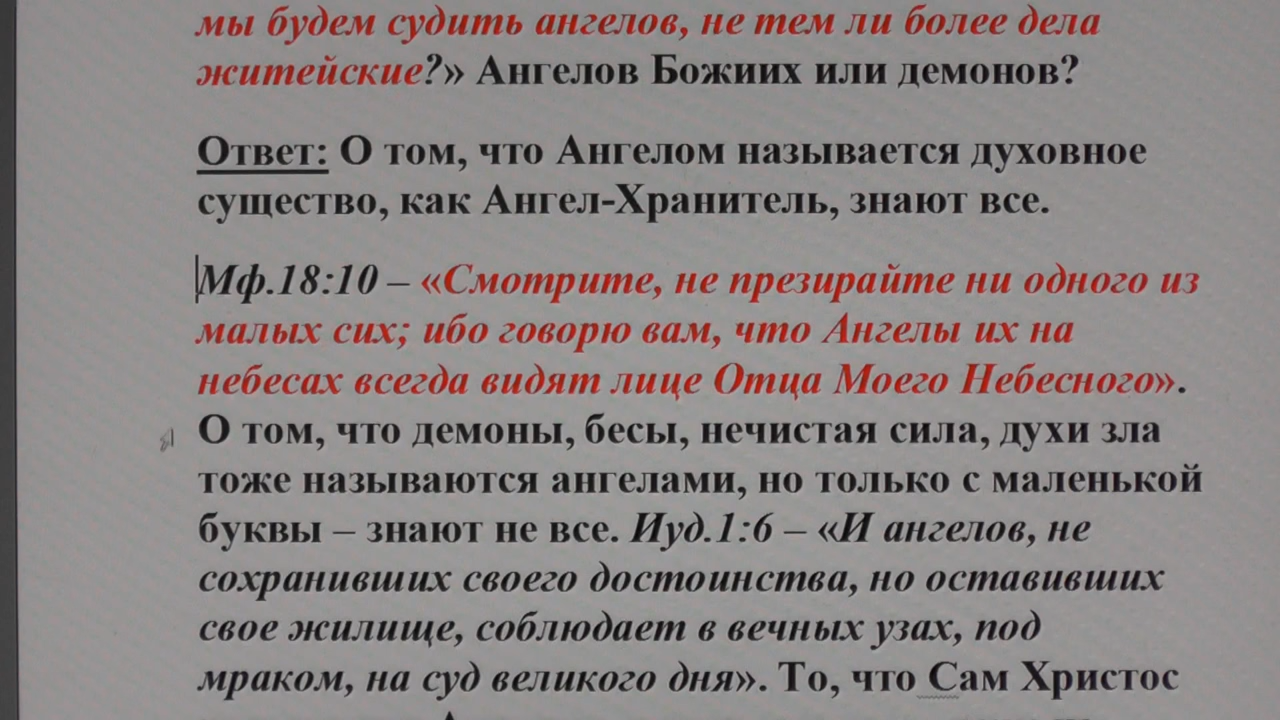 мы будем судить ангелов, не тем ли более дела
житейские?» Ангелов Божиих или демонов?
Ответ: О том, что Ангелом называется духовное
существо, как Ангел-Хранитель, знают все.
Мф.18:10 – «Смотрите, не презирайте ни одного из
малых сих; ибо говорю вам, что Ангелы их на
небесах всегда видят лице Отца Моего Небесного».
О том, что демоны, бесы, нечистая сила, духи зла
тоже называются ангелами, но только с маленькой
буквы – знают не все. Иуд.1:6 – «И ангелов, не
сохранивших своего достоинства, но оставивших
свое жилище, соблюдает в вечных узах, под
мраком, на суд великого дня». То, что Сам Христос